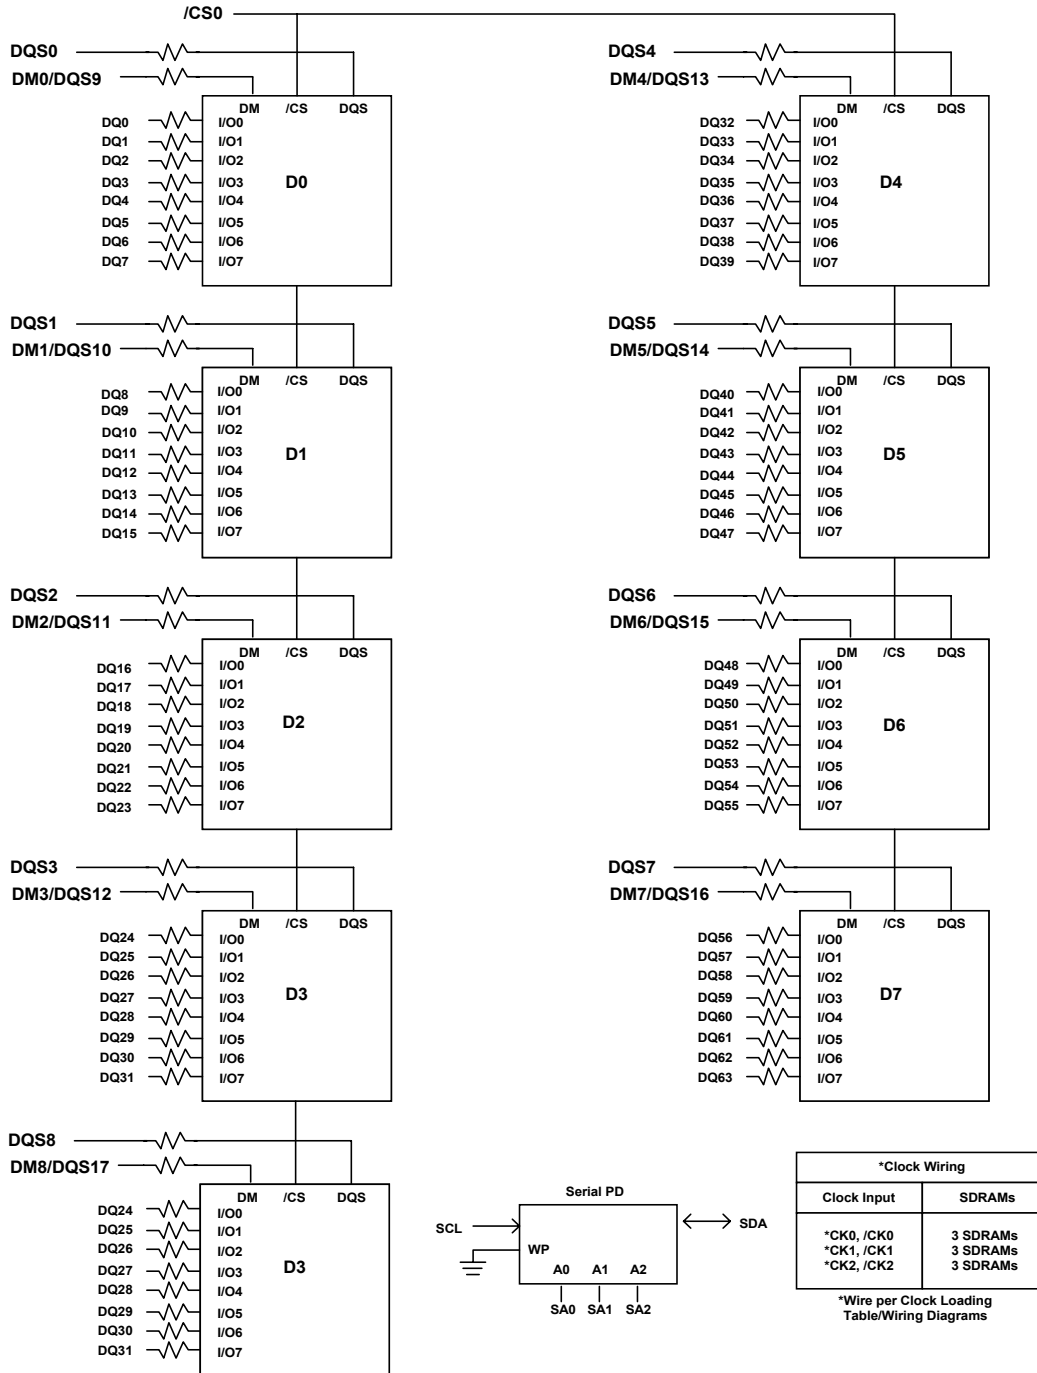 /CS0
DQS0
DM0/DQS9
DM /CS DQS
DQ0 I/O0
DQ1 I/O1
DQ2 I/O2
DQ3 I/O3
DQ4 I/O4
DQ5 I/O5
DQ6 I/O6
DQ7 I/O7
D0
DQS1
DM1/DQS10
DM /CS DQS
DQ8 I/O0
DQ9 I/O1
DQ10 I/O2
DQ11 I/O3
DQ12 I/O4
DQ13 I/O5
DQ14 I/O6
DQ15 I/O7
D1
DQS2
DM2/DQS11
DM /CS DQS
DQ16 I/O0
DQ17 I/O1
DQ18 I/O2
DQ19 I/O3
DQ20 I/O4
DQ21 I/O5
DQ22 I/O6
DQ23 I/O7
D2
DQS3
DM3/DQS12
DM /CS DQS
DQ24 I/O0
DQ25 I/O1
DQ26 I/O2
DQ27 I/O3
DQ28 I/O4
DQ29 I/O5
DQ30 I/O6
DQ31 I/O7
D3
DQS8
DM8/DQS17
DM /CS DQS
DQ24 I/O0
DQ25 I/O1
DQ26 I/O2
DQ27 I/O3
DQ28 I/O4
DQ29 I/O5
DQ30 I/O6
DQ31 I/O7
D3
DQS4
DM4/DQS13
DM /CS DQS
DQ32 I/O0
DQ33 I/O1
DQ34 I/O2
DQ35 I/O3
DQ36 I/O4
DQ37 I/O5
DQ38 I/O6
DQ39 I/O7
D4
DQS5
DM5/DQS14
DM /CS DQS
DQ40 I/O0
DQ41 I/O1
DQ42 I/O2
DQ43 I/O3
DQ44 I/O4
DQ45 I/O5
DQ46 I/O6
DQ47 I/O7
D5
DQS6
DM6/DQS15
DM /CS DQS
DQ48 I/O0
DQ49 I/O1
DQ50 I/O2
DQ51 I/O3
DQ52 I/O4
DQ53 I/O5
DQ54 I/O6
DQ55 I/O7
D6
DQS7
DM7/DQS16
DM /CS DQS
DQ56 I/O0
DQ57 I/O1
DQ58 I/O2
DQ59 I/O3
DQ60 I/O4
DQ61 I/O5
DQ62 I/O6
DQ63 I/O7
D7
Serial PD
SCL SDA
WP
A0 A1 A2
SA0 SA1 SA2
*Clock Wiring
Clock Input SDRAMs
*CK0, /CK0 3 SDRAMs
*CK1, /CK1 3 SDRAMs
*CK2, /CK2 3 SDRAMs
*Wire per Clock Loading
Table/Wiring Diagrams